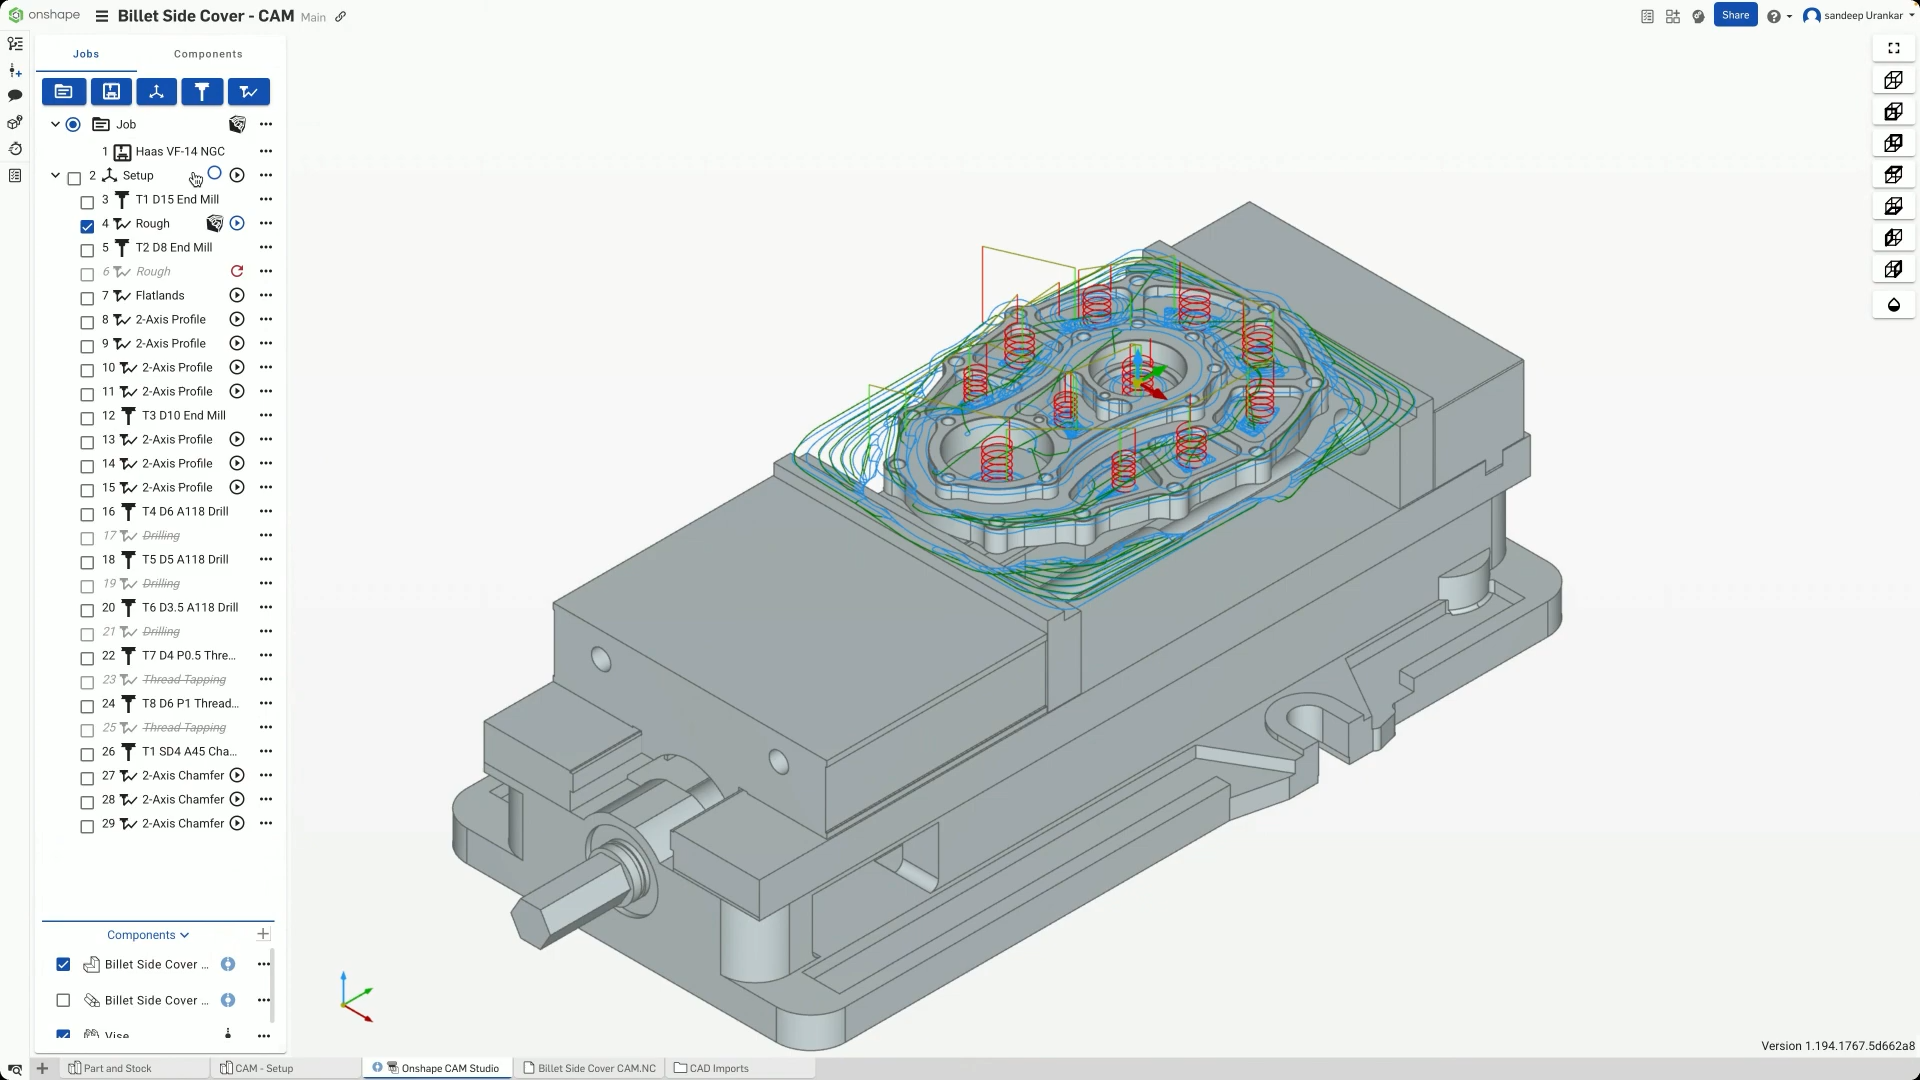 onshape Billet Side Cover - CAM Main Share sandeep Urankar
Jobs Components
Job
1 Haas VF-14 NGC
2 Setup
3 T1 D15 End Mill
4 Rough
5 T2 D8 End Mill
6 Rough
7 Flatlands
8 2-Axis Profile
9 2-Axis Profile
10 2-Axis Profile
11 2-Axis Profile
12 T3 D10 End Mill
13 2-Axis Profile
14 2-Axis Profile
15 2-Axis Profile
16 T4 D6 A118 Drill
17 Drilling
18 T5 D5 A118 Drill
19 Drilling
20 T6 D3.5 A118 Drill
21 Drilling
22 T7 D4 P0.5 Thre...
23 Thread Tapping
24 T8 D6 P1 Thread...
25 Thread Tapping
26 T1 SD4 A45 Cha...
27 2-Axis Chamfer
28 2-Axis Chamfer
29 2-Axis Chamfer
Components
Billet Side Cover ...
Billet Side Cover ...
Vise
Version 1.194.1767.5d662a8
Part and Stock CAM - Setup Onshape CAM Studio Billet Side Cover CAM.NC CAD Imports